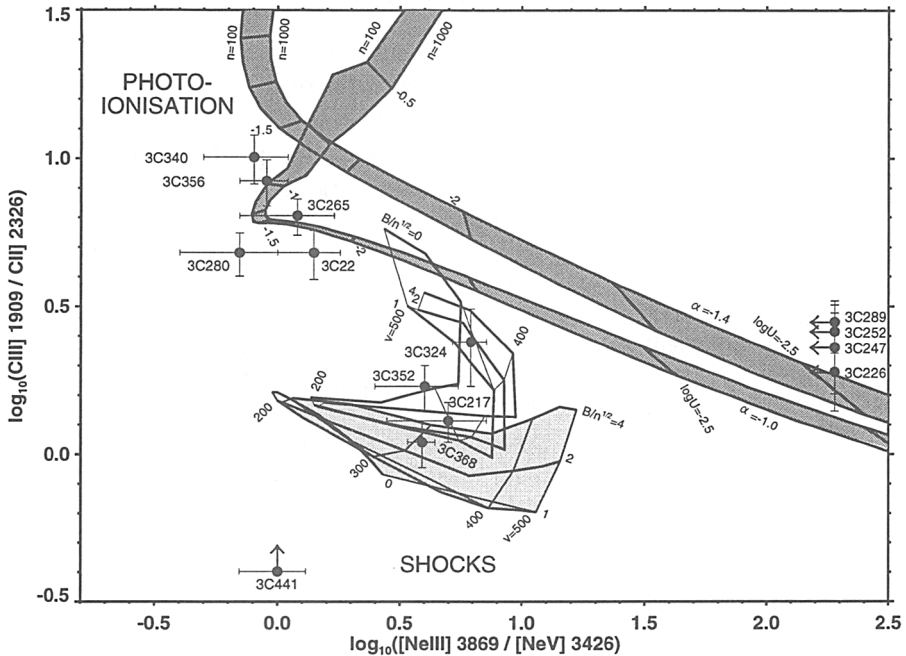 1.5
1.0
0.5
0.0
-0.5
log10(CIII] 1909 / CII] 2326)
n=100
n=1000
n=100
n=1000
PHOTO-
IONISATION
-0.5
-1.5
3C340
3C356
-1
3C265
-1.5
-2
-2
3C280
3C22
B/n^1/2=0
4
2
1
v=500
400
3C324
3C352
3C217
200
200
B/n^1/2=4
3C368
300
0
2
400
v=500
1
α=-1.4
logU=-2.5
logU=-2.5
α=-1.0
3C289
3C252
3C247
3C226
SHOCKS
3C441
-0.5
0.0
0.5
1.0
1.5
2.0
2.5
log10([NeIII] 3869 / [NeV] 3426)